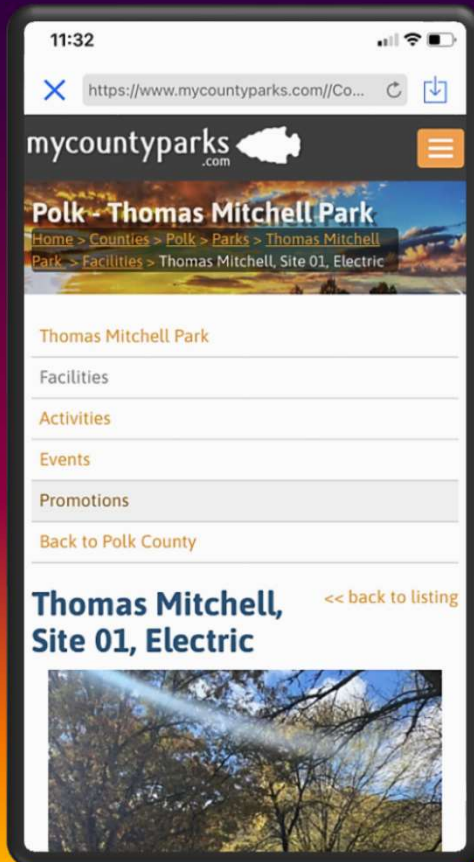 11:32
https://www.mycountyparks.com//Co...
mycountyparks
.com
Polk - Thomas Mitchell Park
Home > Counties > Polk > Parks > Thomas Mitchell
Park > Facilities > Thomas Mitchell, Site 01, Electric
Thomas Mitchell Park
Facilities
Activities
Events
Promotions
Back to Polk County
Thomas Mitchell,
Site 01, Electric
<< back to listing